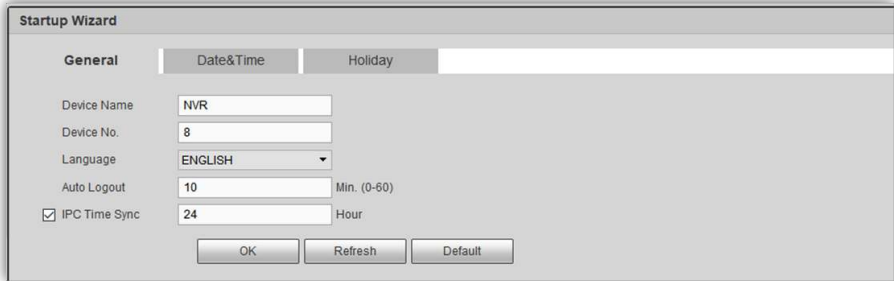 Startup Wizard
General Date&Time Holiday
Device Name NVR
Device No. 8
Language ENGLISH
Auto Logout 10 Min. (0-60)
IPC Time Sync 24 Hour
OK Refresh Default